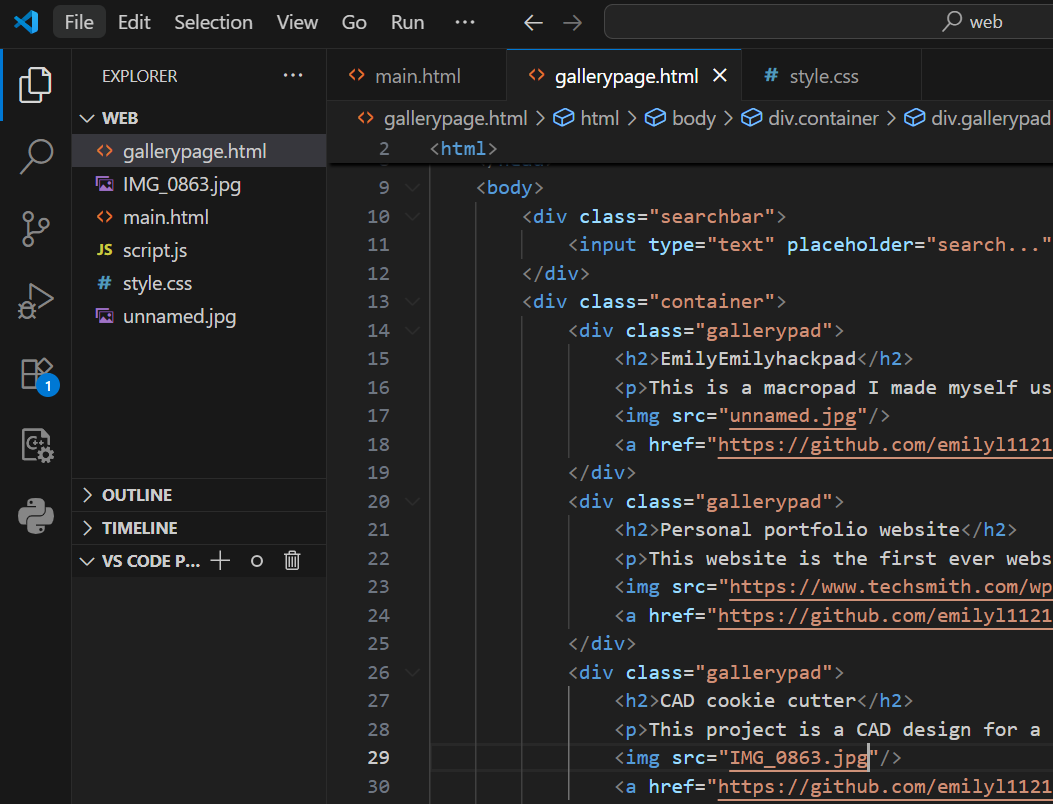 File Edit Selection View Go Run ··· ← → web
EXPLORER ···
WEB
gallerypage.html
IMG_0863.jpg
main.html
JS script.js
# style.css
unnamed.jpg
OUTLINE
TIMELINE
VS CODE P...
1
<> main.html <> gallerypage.html × # style.css
<> gallerypage.html > html > body > div.container > div.gallerypad
2 <html>
9 <body>
10 <div class="searchbar">
11 <input type="text" placeholder="search..."
12 </div>
13 <div class="container">
14 <div class="gallerypad">
15 <h2>EmilyEmilyhackpad</h2>
16 <p>This is a macropad I made myself us
17 <img src="unnamed.jpg"/>
18 <a href="https://github.com/emilyl1121
19 </div>
20 <div class="gallerypad">
21 <h2>Personal portfolio website</h2>
22 <p>This website is the first ever webs
23 <img src="https://www.techsmith.com/wp
24 <a href="https://github.com/emilyl1121
25 </div>
26 <div class="gallerypad">
27 <h2>CAD cookie cutter</h2>
28 <p>This project is a CAD design for a
29 <img src="IMG_0863.jpg"/>
30 <a href="https://github.com/emilyl1121